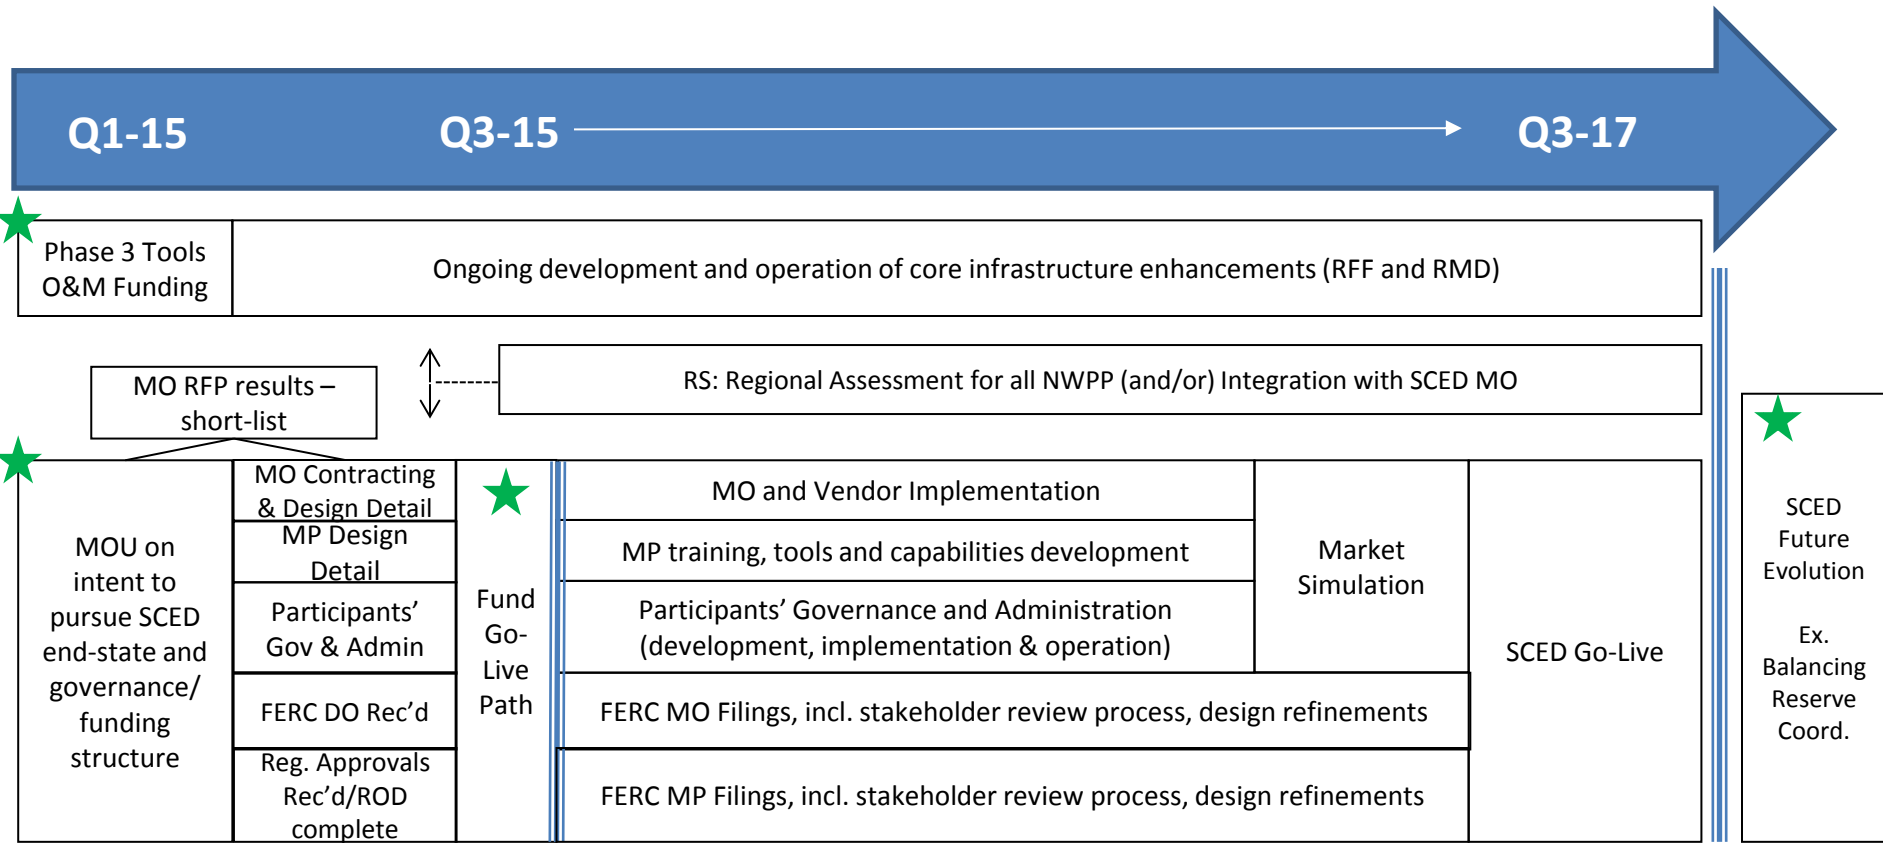 Q1-15
Q3-15
Q3-17
Phase 3 Tools
O&M Funding
Ongoing development and operation of core infrastructure enhancements (RFF and RMD)
MO RFP results –
short-list
RS: Regional Assessment for all NWPP (and/or) Integration with SCED MO
MOU on
intent to
pursue SCED
end-state and
governance/
funding
structure
MO Contracting
& Design Detail
MP Design
Detail
Participants’
Gov & Admin
FERC DO Rec’d
Reg. Approvals
Rec’d/ROD
complete
Fund
Go-
Live
Path
MO and Vendor Implementation
MP training, tools and capabilities development
Participants’ Governance and Administration
(development, implementation & operation)
FERC MO Filings, incl. stakeholder review process, design refinements
FERC MP Filings, incl. stakeholder review process, design refinements
Market
Simulation
SCED Go-Live
SCED
Future
Evolution
Ex.
Balancing
Reserve
Coord.